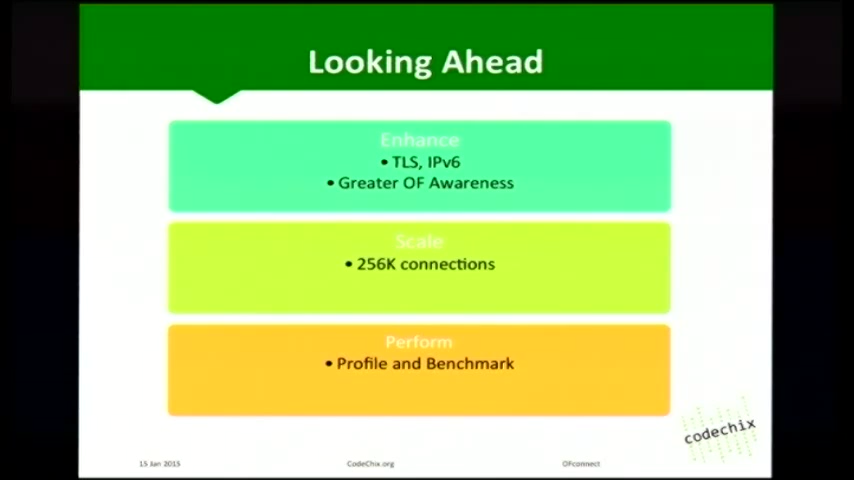 Looking Ahead
Enhance
• TLS, IPv6
• Greater OF Awareness
Scale
• 256K connections
Perform
• Profile and Benchmark
codechix
15 Jan 2015 CodeChix.org OFconnect